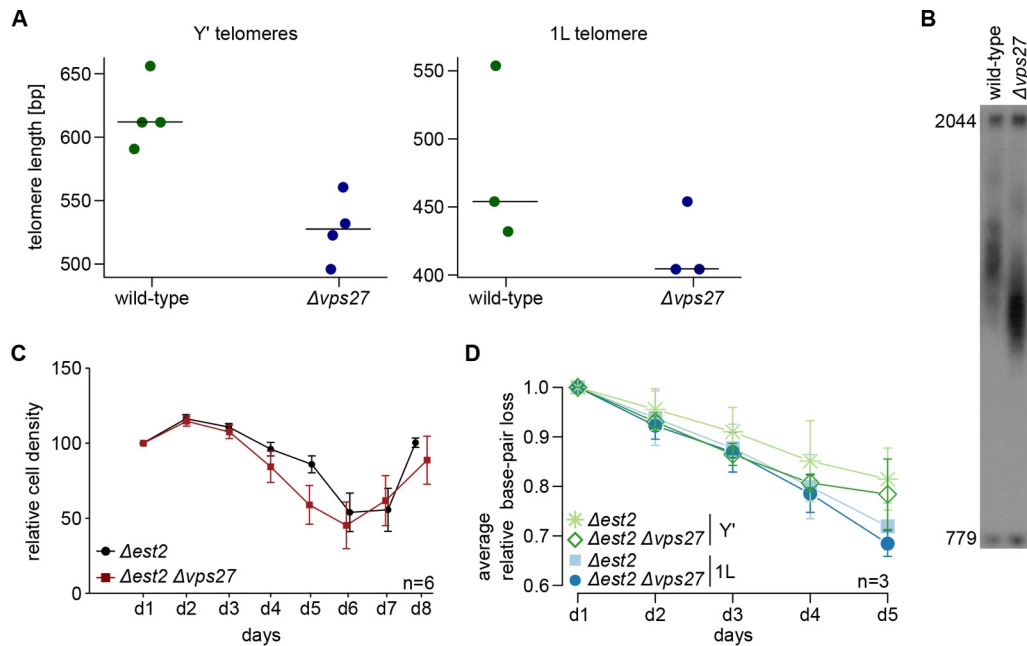 A
B
Y' telomeres
1L telomere
telomere length [bp]
650
600
550
500
wild-type
Δvps27
550
500
450
400
wild-type
Δvps27
wild-type
Δvps27
2044
779
C
relative cell density
150
100
50
0
Δest2
Δest2 Δvps27
n=6
d1 d2 d3 d4 d5 d6 d7 d8
days
D
average
relative base-pair loss
1.0
0.9
0.8
0.7
0.6
Δest2
Δest2 Δvps27
Y'
Δest2
Δest2 Δvps27
1L
n=3
d1 d2 d3 d4 d5
days